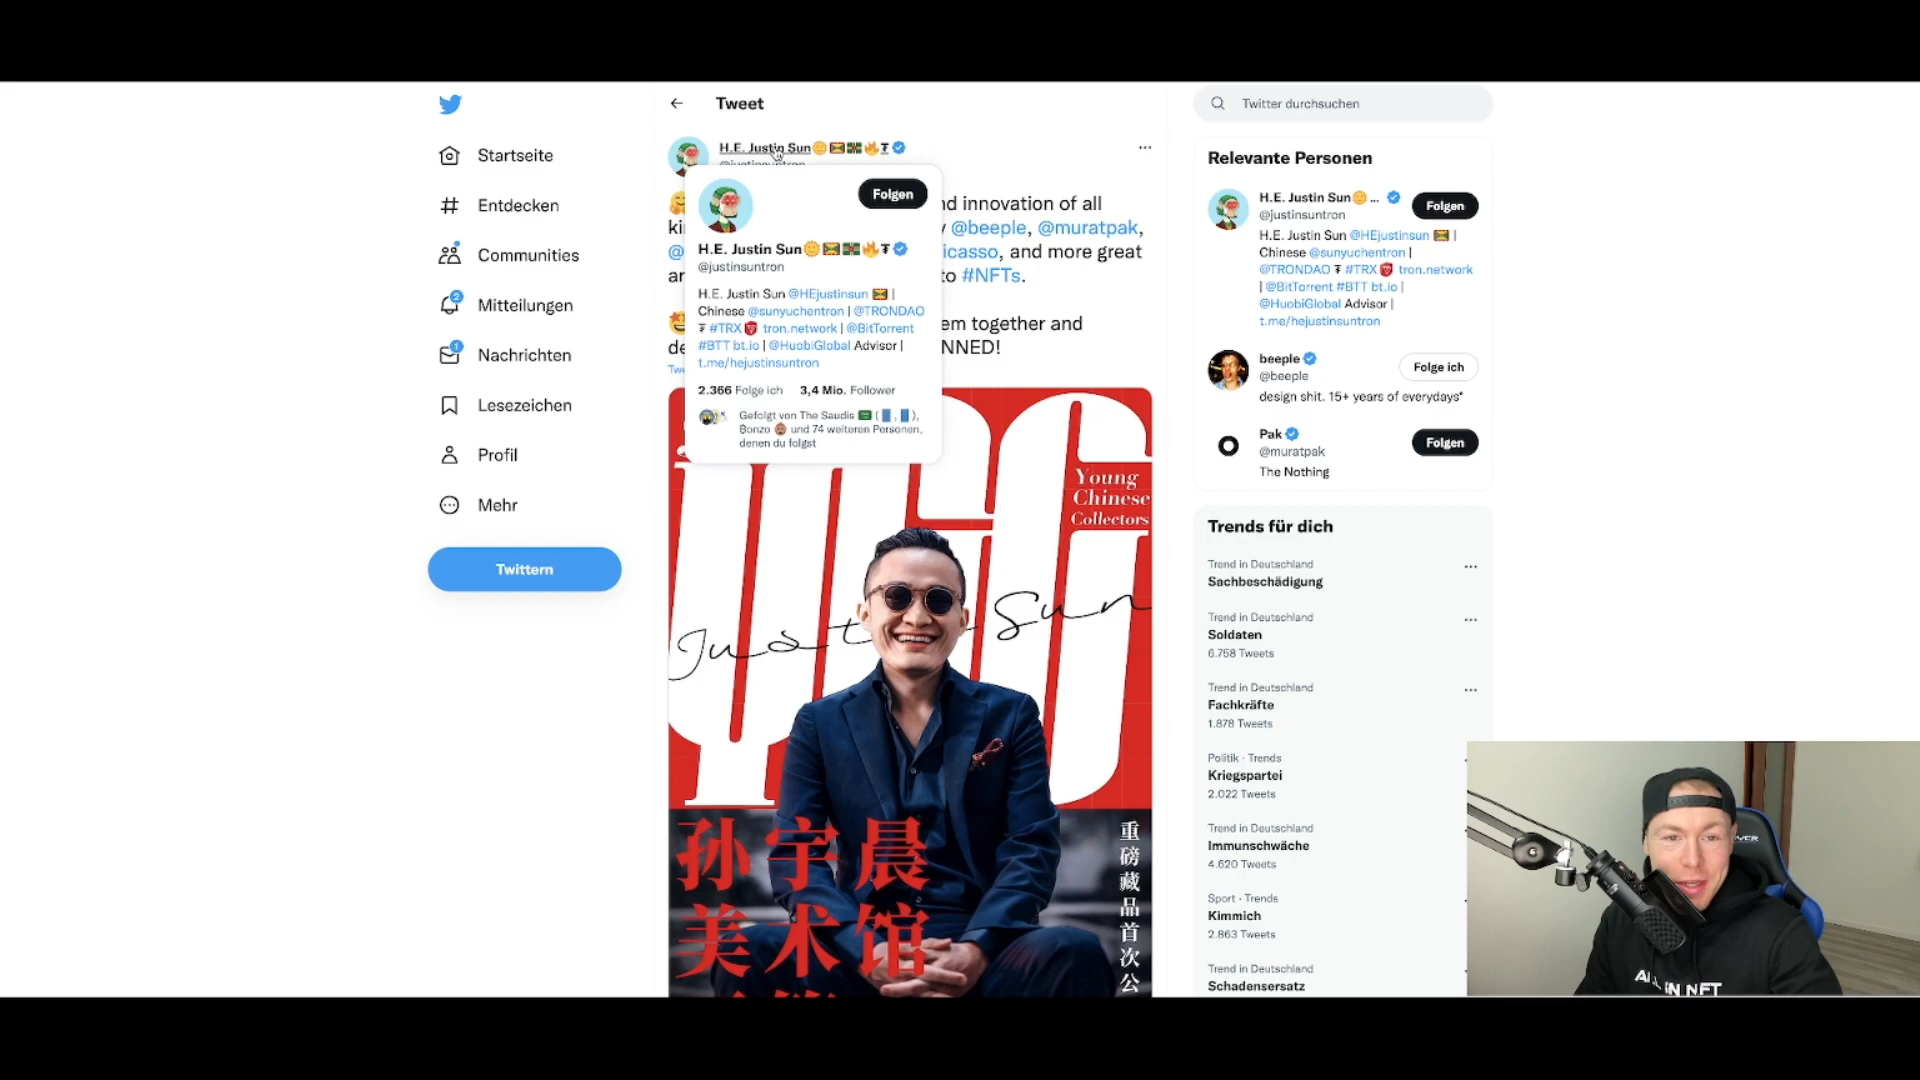 Startseite
Entdecken
Communities
2
Mitteilungen
1
Nachrichten
Lesezeichen
Profil
Mehr
Twittern
Tweet
H.E. Justin Sun
@justinsuntron
nd innovation of all
@beeple, @muratpak,
icasso, and more great
to #NFTs.
em together and
NNED!
Folgen
H.E. Justin Sun
@justinsuntron
H.E. Justin Sun @HEjustinsun |
Chinese @sunyuchentron | @TRONDAO
₮ #TRX tron.network | @BitTorrent
#BTT bt.io | @HuobiGlobal Advisor |
t.me/hejustinsuntron
2.366 Folge ich 3,4 Mio. Follower
Gefolgt von The Saudis
Bonzo und 74 weiteren Personen,
denen du folgst
Young
Chinese
Collectors
Justin Sun
孙宇晨
美术馆
重磅藏品首次公
Twitter durchsuchen
Relevante Personen
H.E. Justin Sun ...
@justinsuntron
Folgen
H.E. Justin Sun @HEjustinsun |
Chinese @sunyuchentron |
@TRONDAO ₮ #TRX tron.network
| @BitTorrent #BTT bt.io |
@HuobiGlobal Advisor |
t.me/hejustinsuntron
beeple
@beeple
Folge ich
design shit. 15+ years of everydays"
Pak
@muratpak
Folgen
The Nothing
Trends für dich
Trend in Deutschland
Sachbeschädigung
Trend in Deutschland
Soldaten
6.758 Tweets
Trend in Deutschland
Fachkräfte
1.878 Tweets
Politik · Trends
Kriegspartei
2.022 Tweets
Trend in Deutschland
Immunschwäche
4.620 Tweets
Sport · Trends
Kimmich
2.863 Tweets
Trend in Deutschland
Schadensersatz
IN NFT